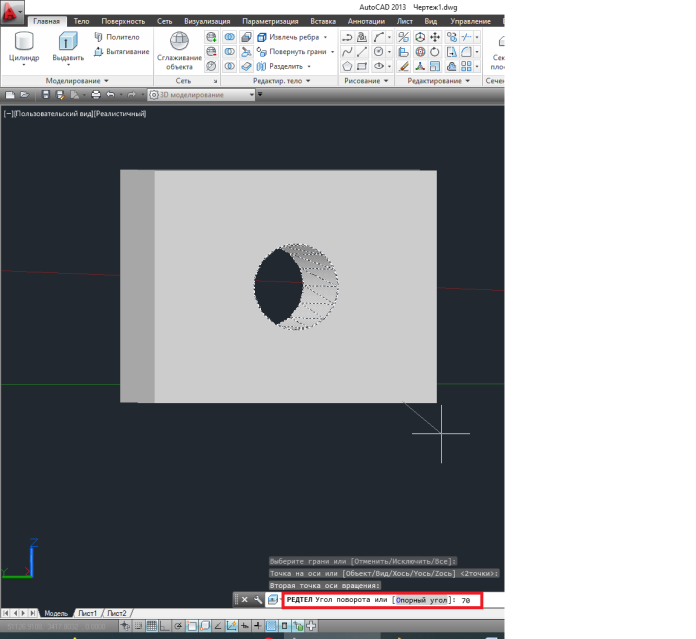 AutoCAD 2013 Чертеж1.dwg
Главная Тело Поверхность Сеть Визуализация Параметризация Вставка Аннотации Лист Вид Управление
Цилиндр Выдавить Политело Вытягивание
Сглаживание объекта
Извлечь ребра
Повернуть грани
Разделить
Моделирование Сеть Редактир. тело Рисование Редактирование Сечен
3D моделирование
[−][Пользовательский вид][Реалистичный]
Z
Y X
Выберите грани или [Отменить/Исключить/Все]:
Точка на оси или [Объект/Вид/Xось/Yось/Zось] <2точки>:
Вторая точка оси вращения:
РЕДТЕЛ Угол поворота или [Опорный угол]: 70
Модель Лист1 Лист2